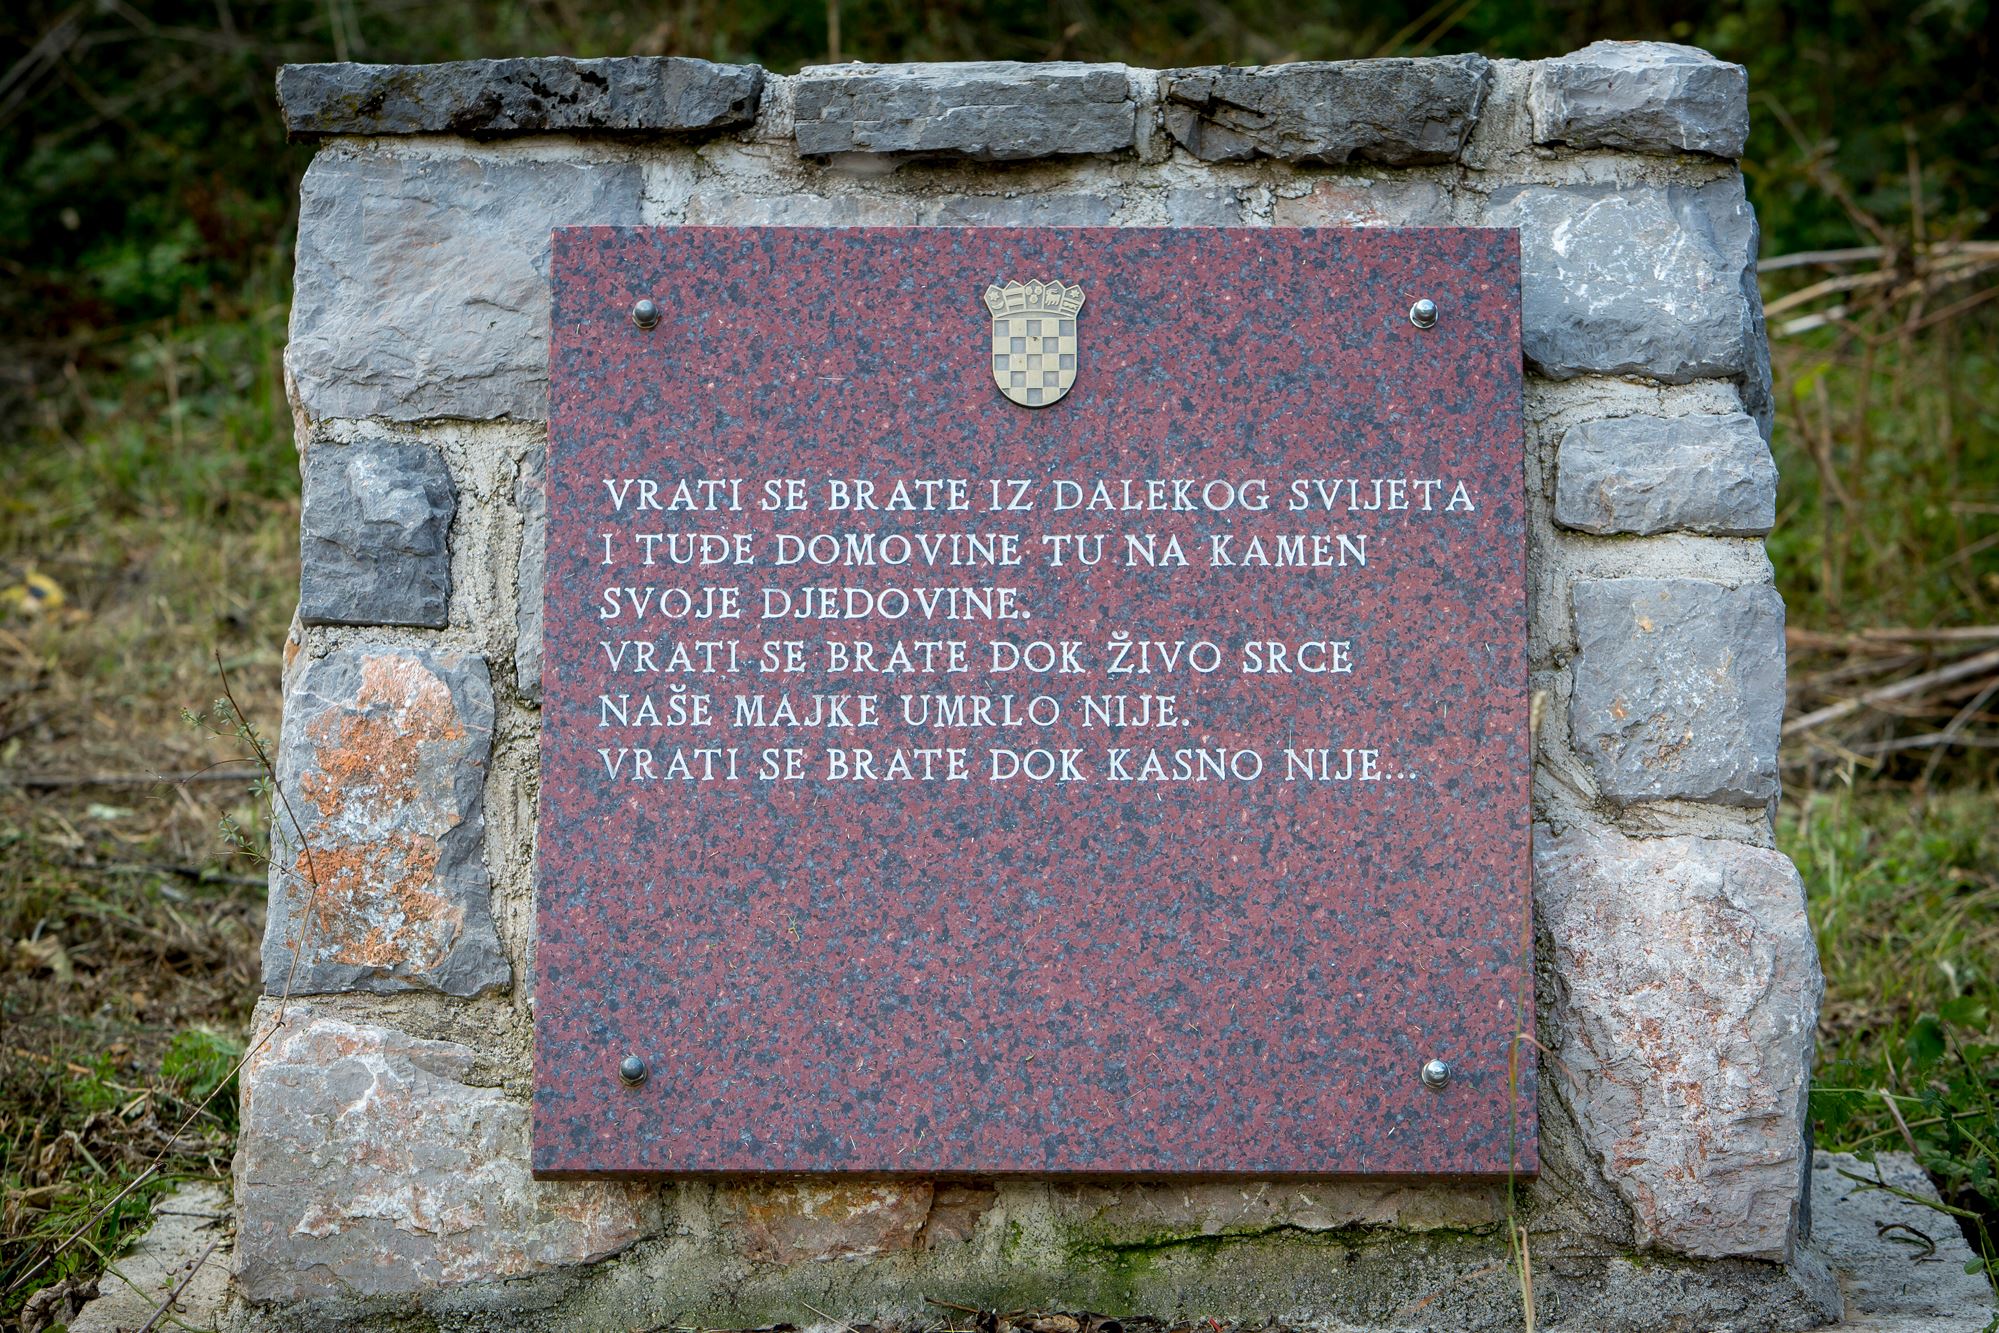 VRATI SE BRATE IZ DALEKOG SVIJETA
I TUĐE DOMOVINE TU NA KAMEN
SVOJE DJEDOVINE.
VRATI SE BRATE DOK ŽIVO SRCE
NAŠE MAJKE UMRLO NIJE.
VRATI SE BRATE DOK KASNO NIJE...